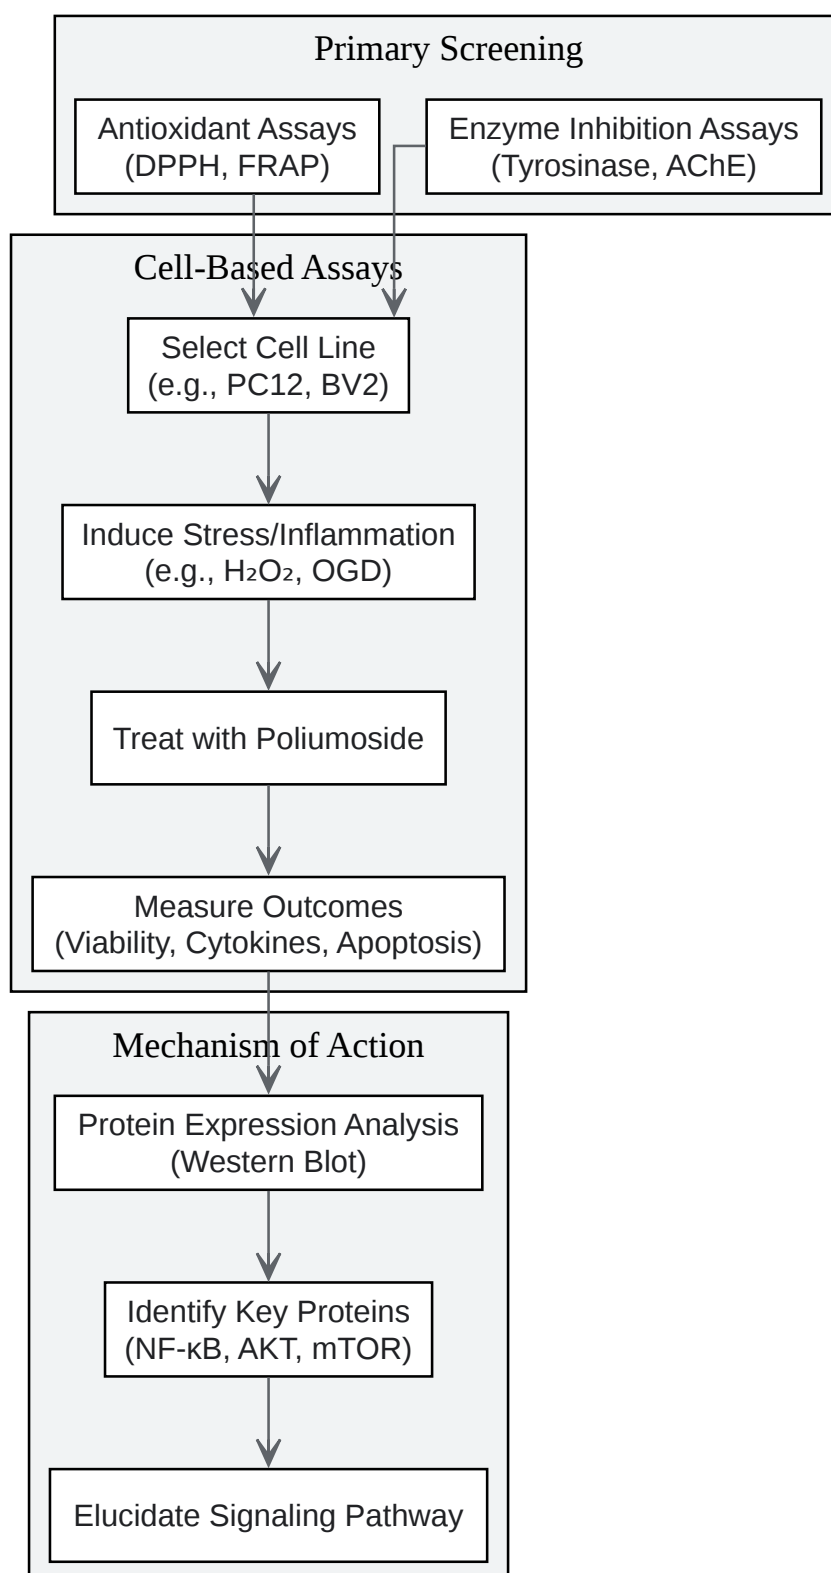 Primary Screening
Antioxidant Assays
(DPPH, FRAP)
Enzyme Inhibition Assays
(Tyrosinase, AChE)
Cell-Based Assays
Select Cell Line
(e.g., PC12, BV2)
Induce Stress/Inflammation
(e.g., H₂O₂, OGD)
Treat with Poliumoside
Measure Outcomes
(Viability, Cytokines, Apoptosis)
Mechanism of Action
Protein Expression Analysis
(Western Blot)
Identify Key Proteins
(NF-κB, AKT, mTOR)
Elucidate Signaling Pathway